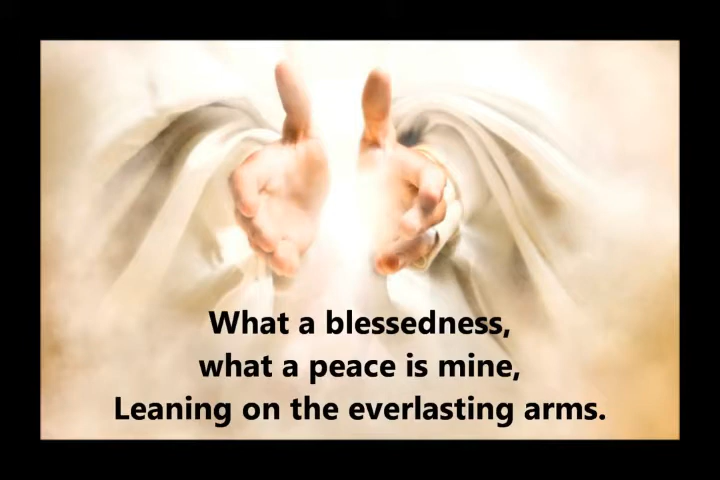 What a blessedness,
what a peace is mine,
Leaning on the everlasting arms.